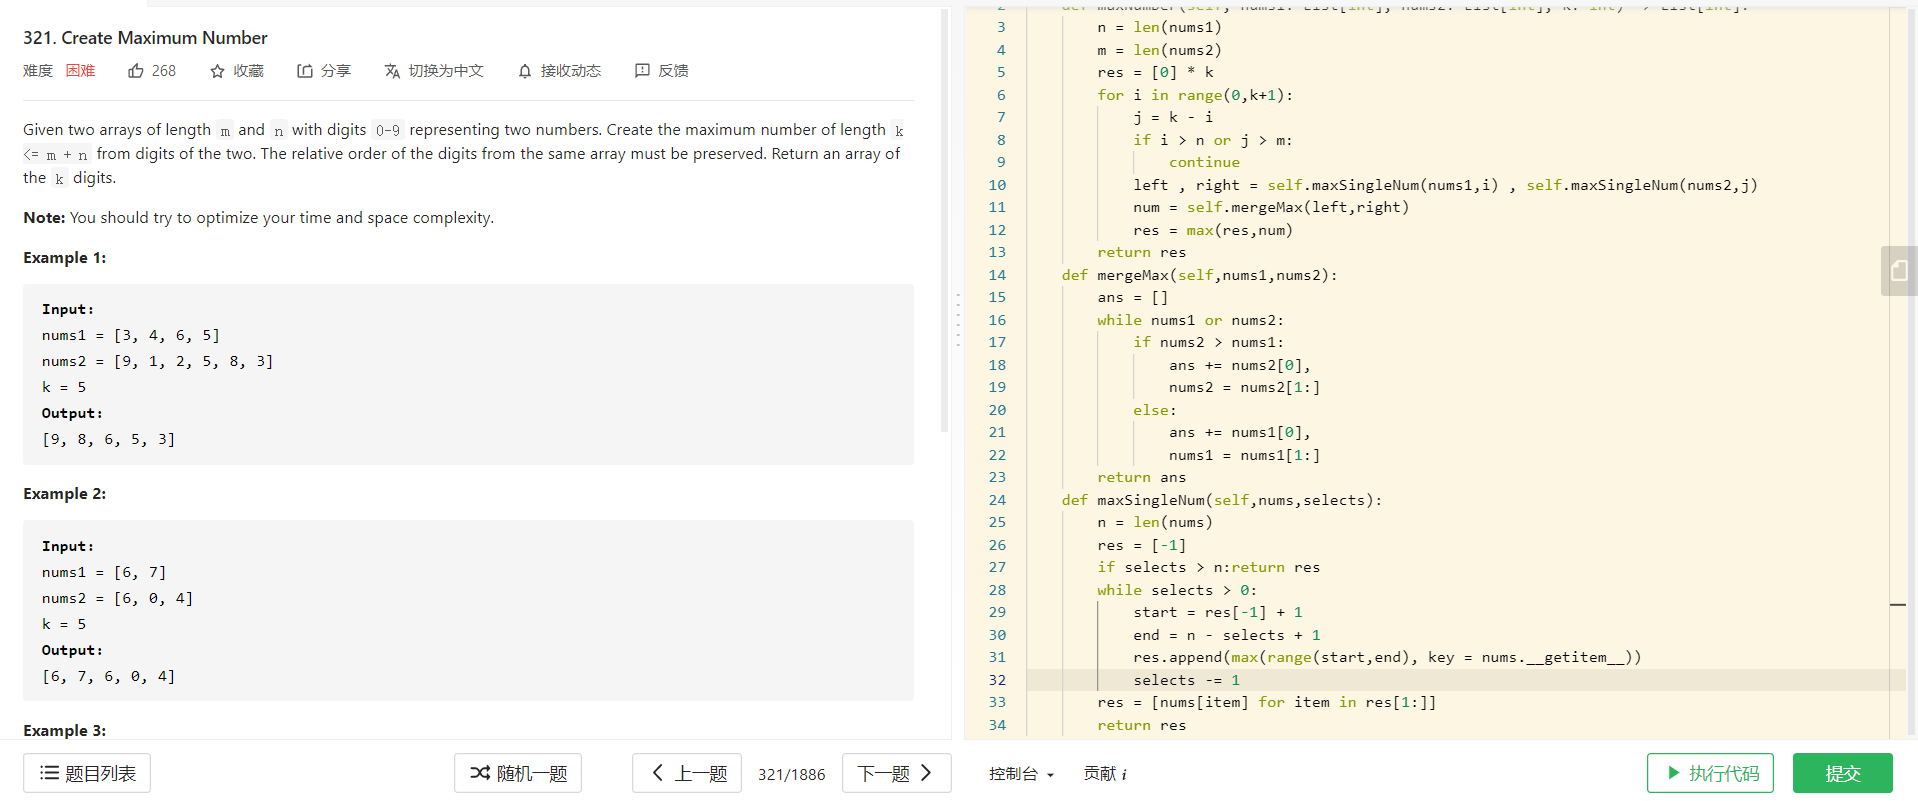 321. Create Maximum Number
难度 困难 268 收藏 分享 切换为中文 接收动态 反馈
Given two arrays of length m and n with digits 0-9 representing two numbers. Create the maximum number of length k
<= m + n from digits of the two. The relative order of the digits from the same array must be preserved. Return an array of
the k digits.
Note: You should try to optimize your time and space complexity.
Example 1:
Input:
nums1 = [3, 4, 6, 5]
nums2 = [9, 1, 2, 5, 8, 3]
k = 5
Output:
[9, 8, 6, 5, 3]
Example 2:
Input:
nums1 = [6, 7]
nums2 = [6, 0, 4]
k = 5
Output:
[6, 7, 6, 0, 4]
Example 3:
题目列表 随机一题 上一题 321/1886 下一题
2 def maxNumber(self, nums1: List[int], nums2: List[int], k: int) -> List[int]:
3 n = len(nums1)
4 m = len(nums2)
5 res = [0] * k
6 for i in range(0,k+1):
7 j = k - i
8 if i > n or j > m:
9 continue
10 left , right = self.maxSingleNum(nums1,i) , self.maxSingleNum(nums2,j)
11 num = self.mergeMax(left,right)
12 res = max(res,num)
13 return res
14 def mergeMax(self,nums1,nums2):
15 ans = []
16 while nums1 or nums2:
17 if nums2 > nums1:
18 ans += nums2[0],
19 nums2 = nums2[1:]
20 else:
21 ans += nums1[0],
22 nums1 = nums1[1:]
23 return ans
24 def maxSingleNum(self,nums,selects):
25 n = len(nums)
26 res = [-1]
27 if selects > n:return res
28 while selects > 0:
29 start = res[-1] + 1
30 end = n - selects + 1
31 res.append(max(range(start,end), key = nums.__getitem__))
32 selects -= 1
33 res = [nums[item] for item in res[1:]]
34 return res
控制台 贡献 i 执行代码 提交